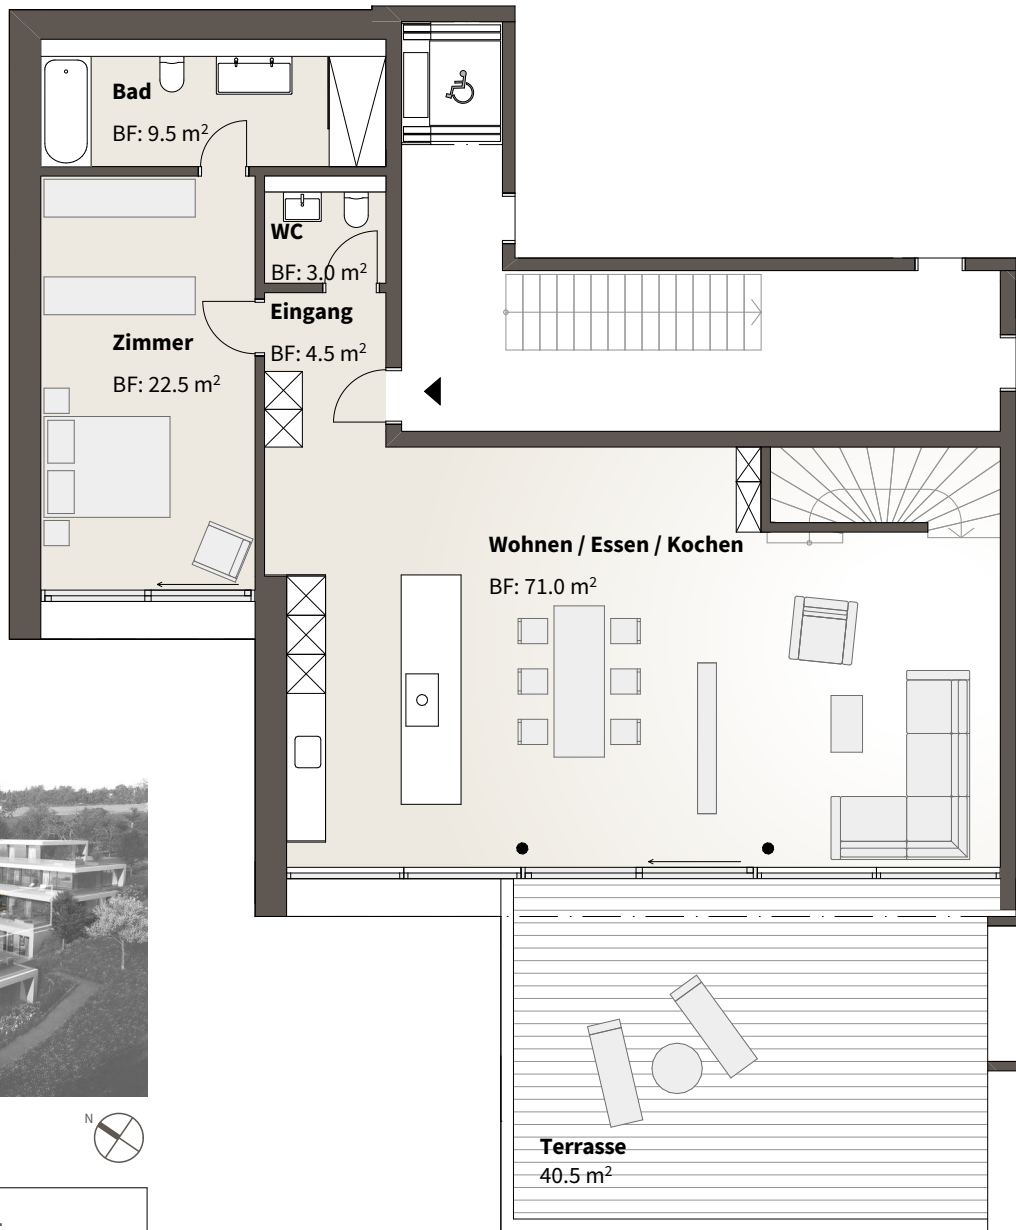 Bad
BF: 9.5 m²
WC
BF: 3.0 m²
Eingang
BF: 4.5 m²
Zimmer
BF: 22.5 m²
Wohnen / Essen / Kochen
BF: 71.0 m²
N
Terrasse
40.5 m²